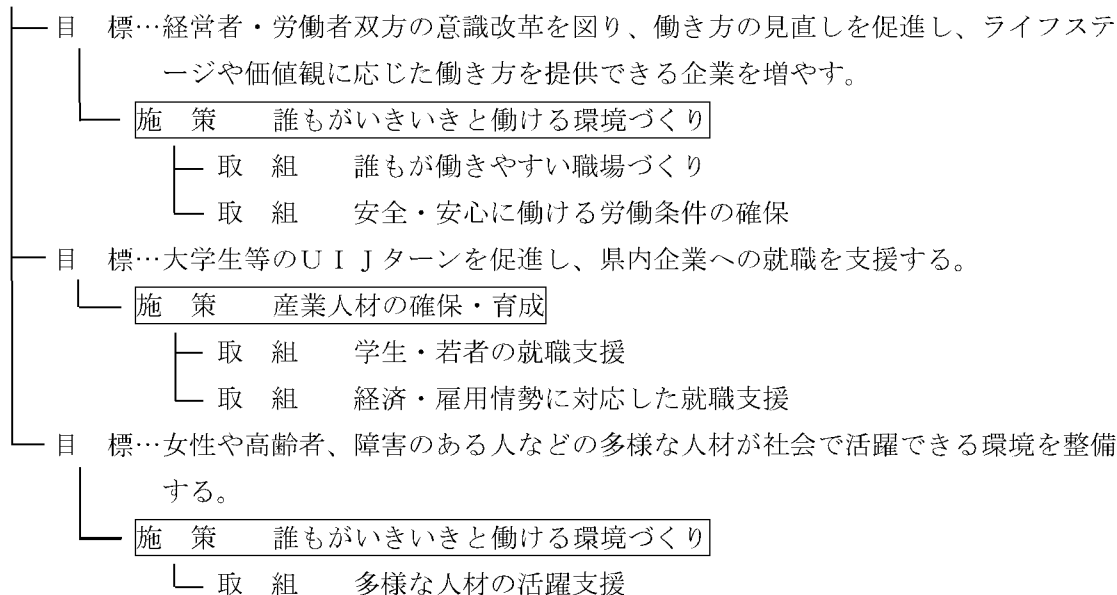 目　標…経営者・労働者双方の意識改革を図り、働き方の見直しを促進し、ライフステ
ージや価値観に応じた働き方を提供できる企業を増やす。
施　策　　誰もがいきいきと働ける環境づくり
取　組　　誰もが働きやすい職場づくり
取　組　　安全・安心に働ける労働条件の確保
目　標…大学生等のＵＩＪターンを促進し、県内企業への就職を支援する。
施　策　　産業人材の確保・育成
取　組　　学生・若者の就職支援
取　組　　経済・雇用情勢に対応した就職支援
目　標…女性や高齢者、障害のある人などの多様な人材が社会で活躍できる環境を整備
する。
施　策　　誰もがいきいきと働ける環境づくり
取　組　　多様な人材の活躍支援